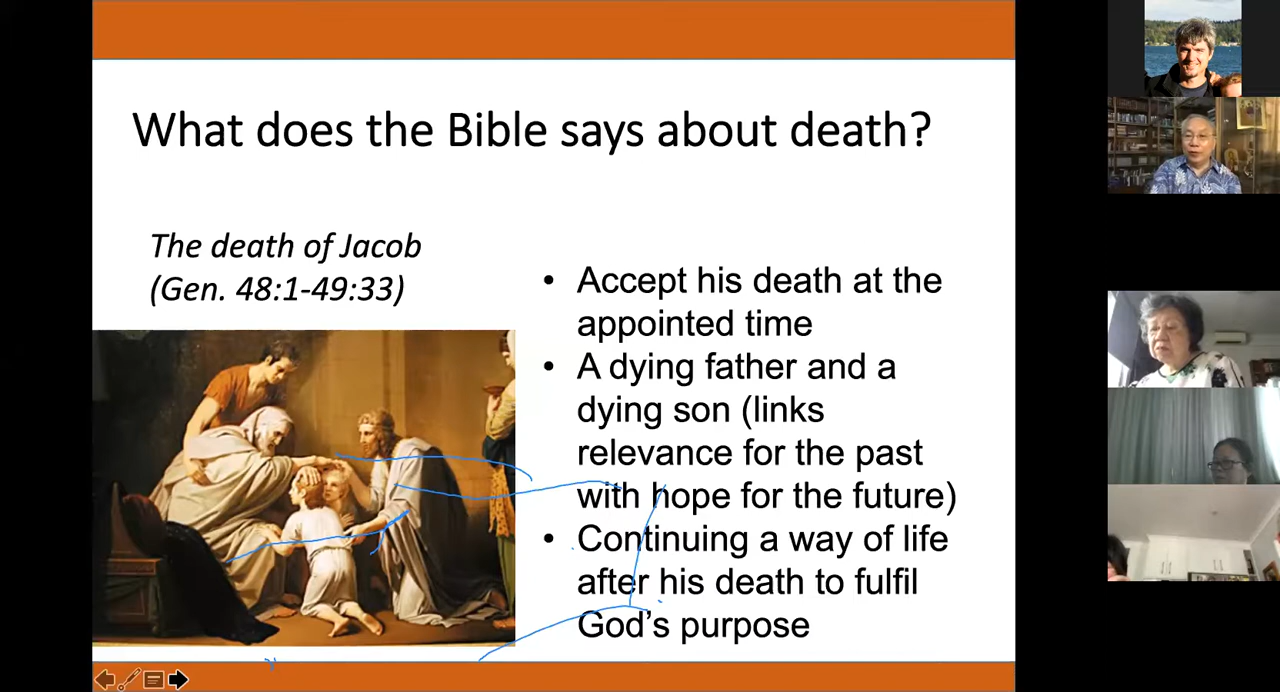 What does the Bible says about death?
The death of Jacob
(Gen. 48:1-49:33)
• Accept his death at the
appointed time
• A dying father and a
dying son (links
relevance for the past
with hope for the future)
• Continuing a way of life
after his death to fulfil
God's purpose